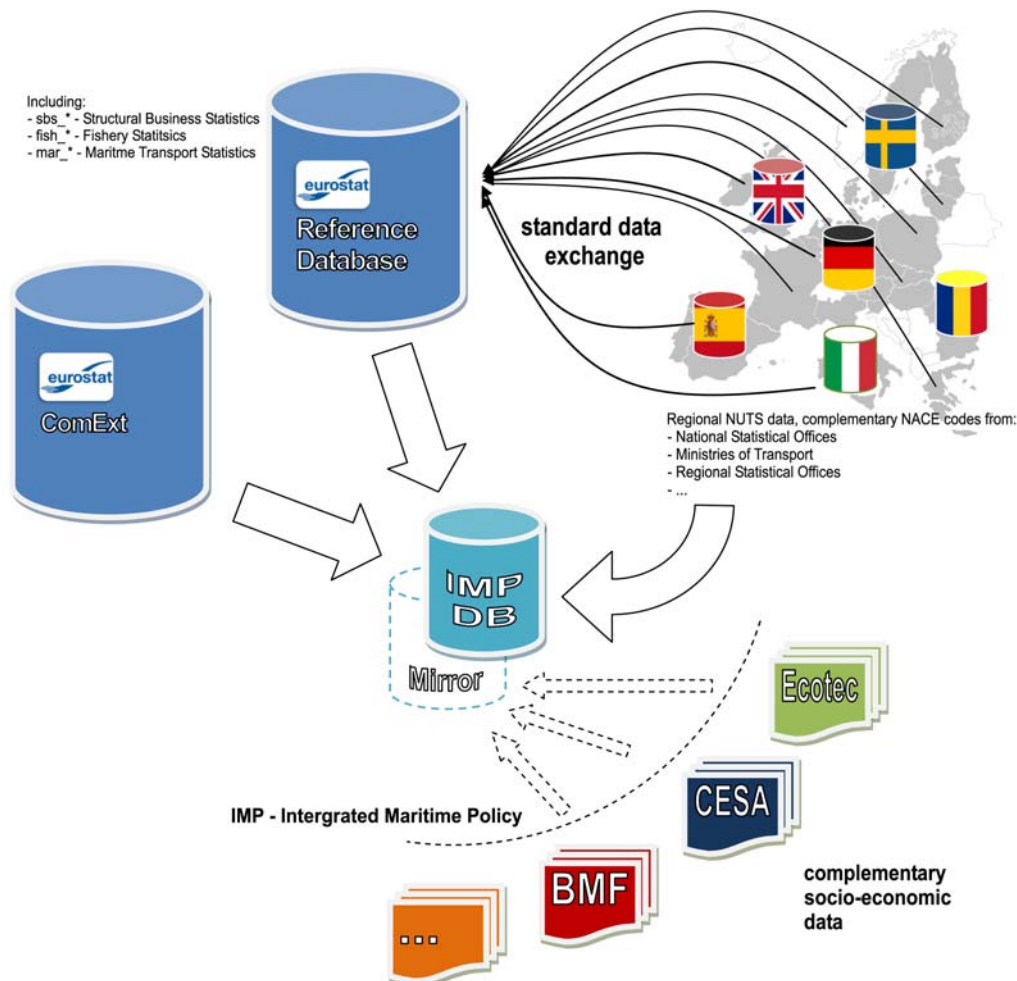 Including:
- sbs_* - Structural Business Statistics
- fish_* - Fishery Statitsics
- mar_* - Maritme Transport Statistics
eurostat
Reference
Database
standard data
exchange
eurostat
ComExt
Regional NUTS data, complementary NACE codes from:
- National Statistical Offices
- Ministries of Transport
- Regional Statistical Offices
- ...
IMP
DB
Mirror
Ecotec
CESA
IMP - Intergrated Maritime Policy
BMF
...
complementary
socio-economic
data